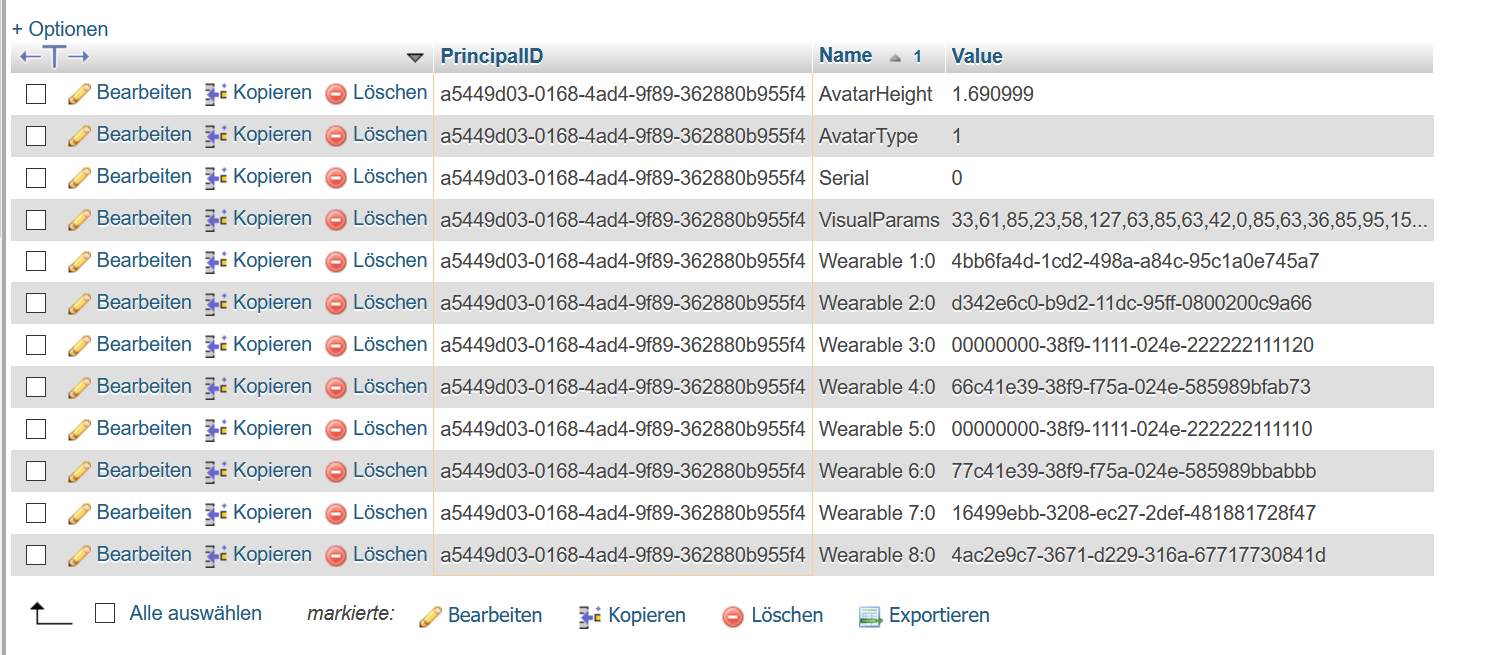 + Optionen
←T→ PrincipalID Name 1 Value
Bearbeiten Kopieren Löschen a5449d03-0168-4ad4-9f89-362880b955f4 AvatarHeight 1.690999
Bearbeiten Kopieren Löschen a5449d03-0168-4ad4-9f89-362880b955f4 AvatarType 1
Bearbeiten Kopieren Löschen a5449d03-0168-4ad4-9f89-362880b955f4 Serial 0
Bearbeiten Kopieren Löschen a5449d03-0168-4ad4-9f89-362880b955f4 VisualParams 33,61,85,23,58,127,63,85,63,42,0,85,63,36,85,95,15...
Bearbeiten Kopieren Löschen a5449d03-0168-4ad4-9f89-362880b955f4 Wearable 1:0 4bb6fa4d-1cd2-498a-a84c-95c1a0e745a7
Bearbeiten Kopieren Löschen a5449d03-0168-4ad4-9f89-362880b955f4 Wearable 2:0 d342e6c0-b9d2-11dc-95ff-0800200c9a66
Bearbeiten Kopieren Löschen a5449d03-0168-4ad4-9f89-362880b955f4 Wearable 3:0 00000000-38f9-1111-024e-222222111120
Bearbeiten Kopieren Löschen a5449d03-0168-4ad4-9f89-362880b955f4 Wearable 4:0 66c41e39-38f9-f75a-024e-585989bfab73
Bearbeiten Kopieren Löschen a5449d03-0168-4ad4-9f89-362880b955f4 Wearable 5:0 00000000-38f9-1111-024e-222222111110
Bearbeiten Kopieren Löschen a5449d03-0168-4ad4-9f89-362880b955f4 Wearable 6:0 77c41e39-38f9-f75a-024e-585989bbabbb
Bearbeiten Kopieren Löschen a5449d03-0168-4ad4-9f89-362880b955f4 Wearable 7:0 16499ebb-3208-ec27-2def-481881728f47
Bearbeiten Kopieren Löschen a5449d03-0168-4ad4-9f89-362880b955f4 Wearable 8:0 4ac2e9c7-3671-d229-316a-67717730841d
Alle auswählen markierte: Bearbeiten Kopieren Löschen Exportieren